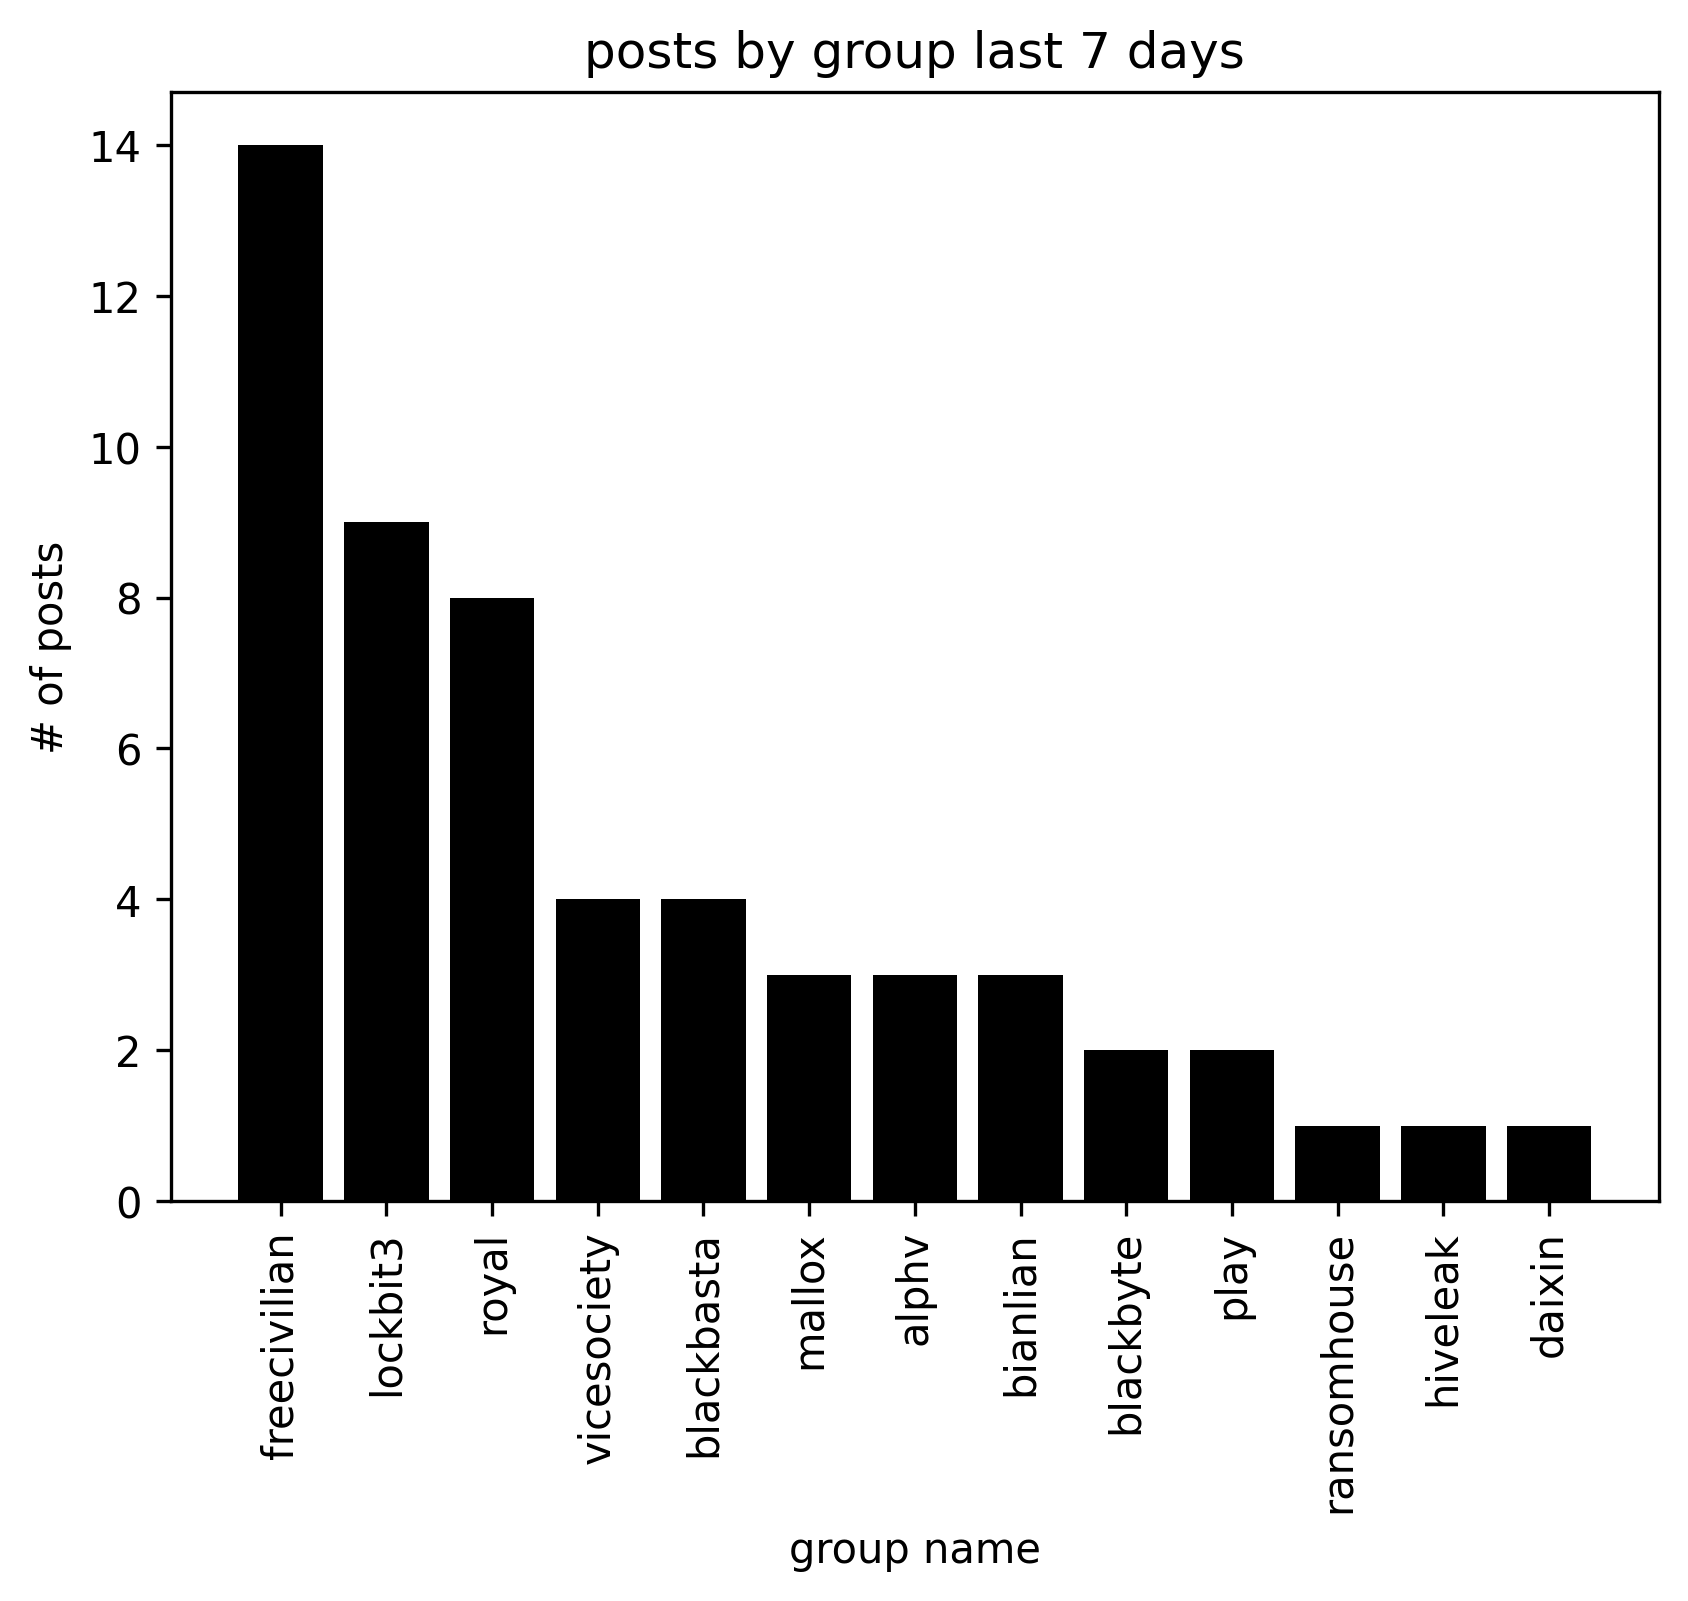 posts by group last 7 days
# of posts
14
12
10
8
6
4
2
0
freecivilian
lockbit3
royal
vicesociety
blackbasta
mallox
alphv
bianlian
blackbyte
play
ransomhouse
hiveleak
daixin
group name